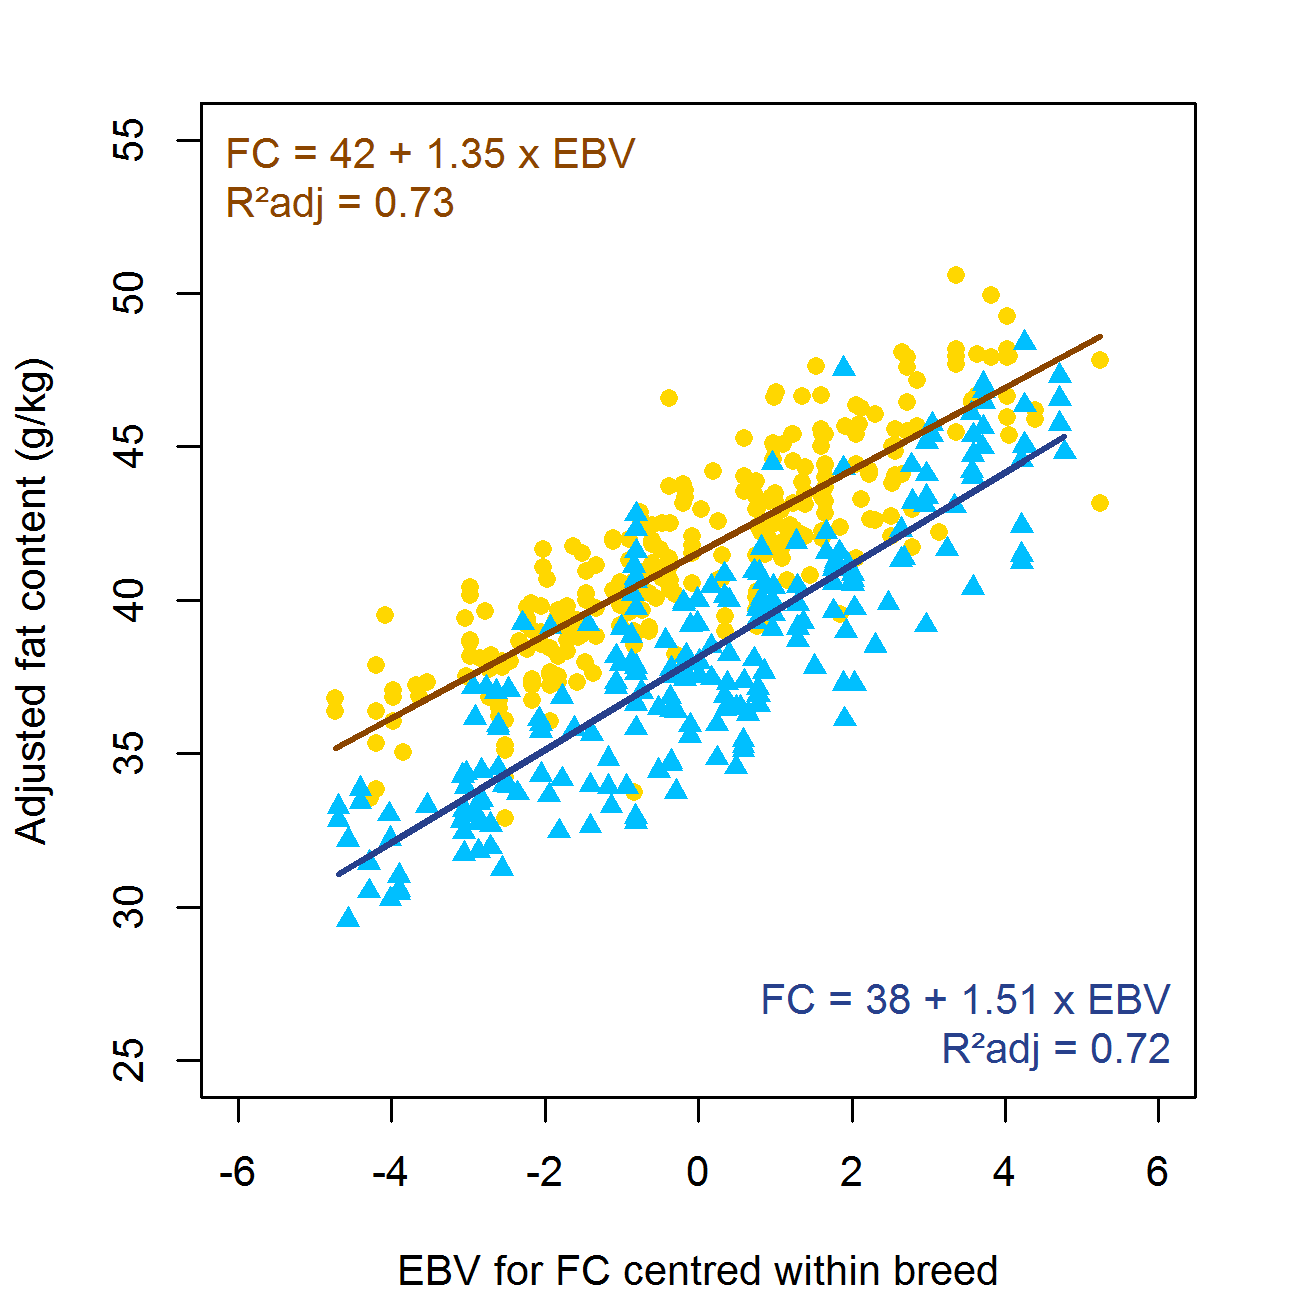 FC = 42 + 1.35 x EBV
R²adj = 0.73
55
50
45
40
35
30
25
Adjusted fat content (g/kg)
FC = 38 + 1.51 x EBV
R²adj = 0.72
-6 -4 -2 0 2 4 6
EBV for FC centred within breed